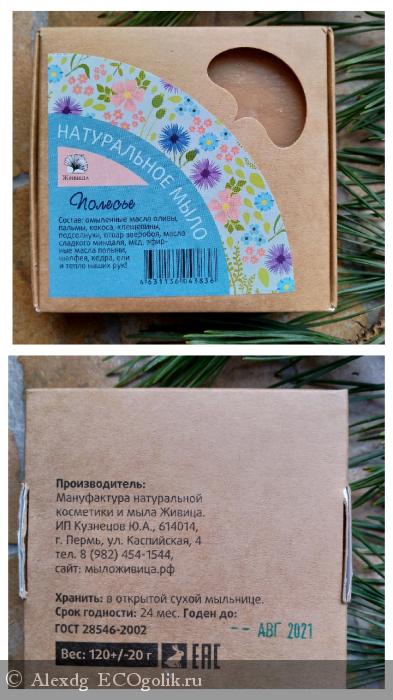 НАТУРАЛЬНОЕ МЫЛО
ЖИВИЦА
Полесье
Состав: омыленные масла оливы,
пальмы, кокоса, клещевины,
подсолнуха, отвар зверобоя, масло
сладкого миндаля, мёд, эфир-
ные масла полыни,
шалфея, кедра, ели
и тепло наших рук!
4631136043836
Производитель:
Мануфактура натуральной
косметики и мыла Живица.
ИП Кузнецов Ю.А., 614014,
г. Пермь, ул. Каспийская, 4
тел. 8 (982) 454-1544,
сайт: мыложивица.рф
Хранить: в открытой сухой мыльнице.
Срок годности: 24 мес. Годен до:
ГОСТ 28546-2002
-- АВГ 2021
Вес: 120+/-20 г
ЕАС
© Alexdg ECOgolik.ru